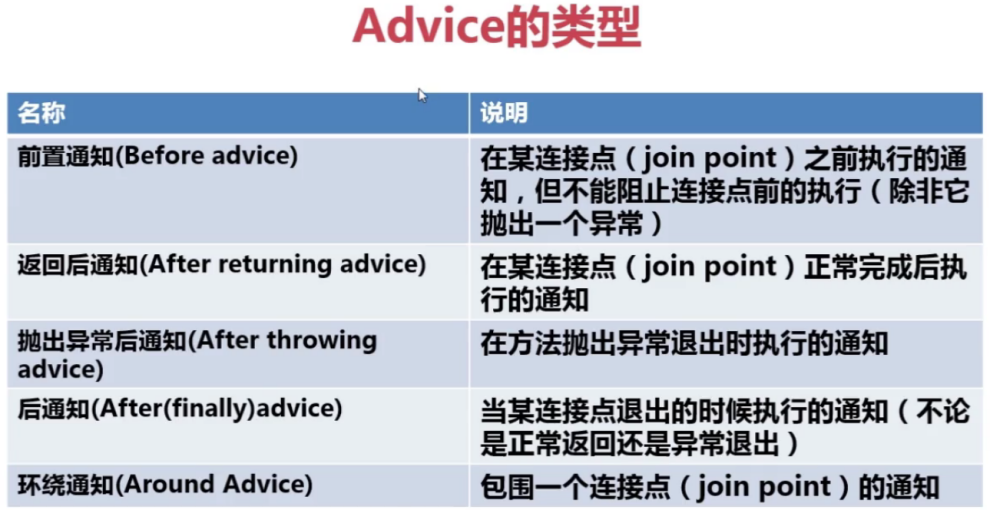 Advice的类型
名称
说明
前置通知(Before advice)
在某连接点（join point）之前执行的通
知，但不能阻止连接点前的执行（除非它
抛出一个异常）
返回后通知(After returning advice)
在某连接点（join point）正常完成后执
行的通知
抛出异常后通知(After throwing
advice)
在方法抛出异常退出时执行的通知
后通知(After(finally)advice)
当某连接点退出的时候执行的通知（不论
是正常返回还是异常退出）
环绕通知(Around Advice)
包围一个连接点（join point）的通知